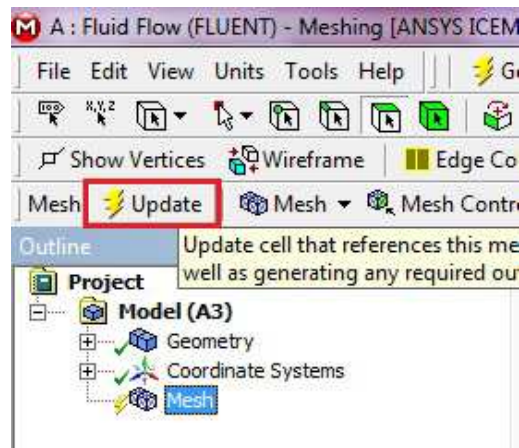 A : Fluid Flow (FLUENT) - Meshing [ANSYS ICEM
File Edit View Units Tools Help
Show Vertices Wireframe Edge Co
Mesh Update Mesh Mesh Contr
Outline
Update cell that references this me
well as generating any required ou
Project
Model (A3)
Geometry
Coordinate Systems
Mesh